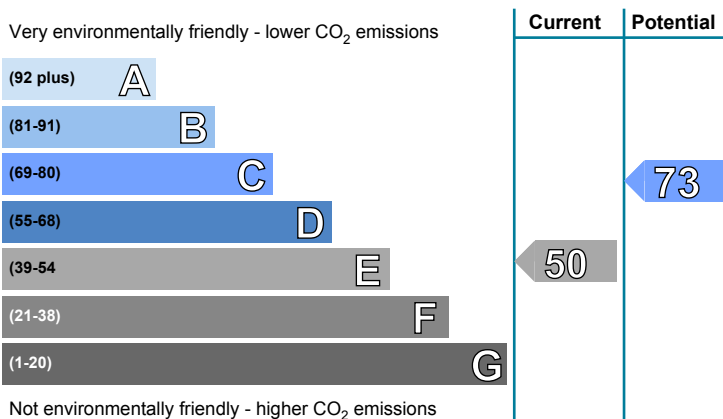 Current Potential
Very environmentally friendly - lower CO2 emissions
(92 plus) A
(81-91) B
(69-80) C
73
(55-68) D
(39-54 E
50
(21-38) F
(1-20) G
Not environmentally friendly - higher CO2 emissions